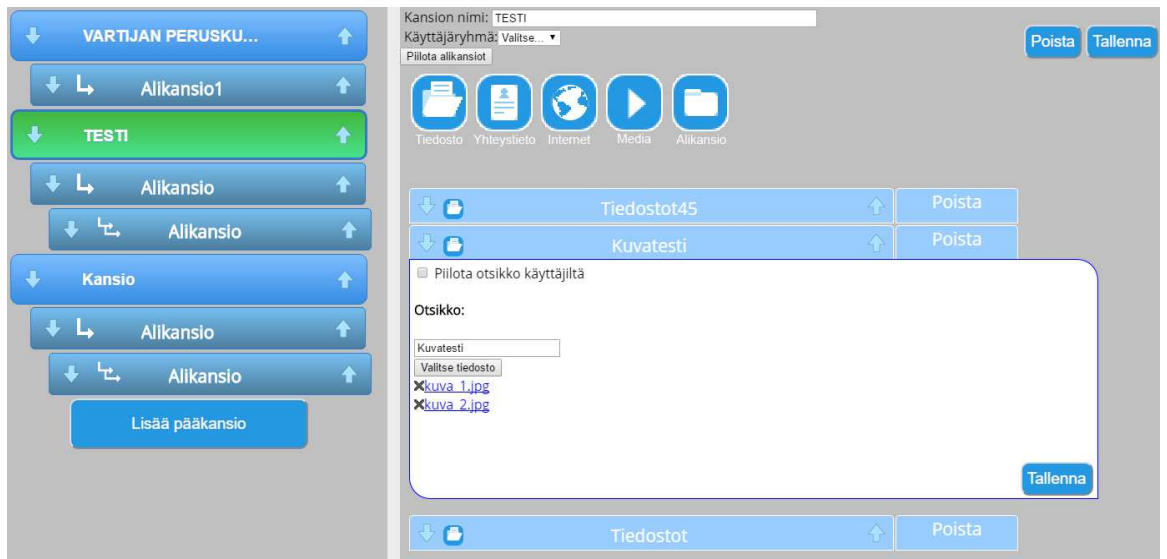 VARTIJAN PERUSKU...
Alikansio1
TESTI
Alikansio
Alikansio
Kansio
Alikansio
Alikansio
Lisää pääkansio
Kansion nimi: TESTI
Käyttäjäryhmä: Valitse...
Piilota alikansiot
Poista Tallenna
Tiedosto Yhteystieto Internet Media Alikansio
Tiedostot45 Poista
Kuvatesti Poista
Piilota otsikko käyttäjiltä
Otsikko:
Kuvatesti
Valitse tiedosto
kuva_1.jpg
kuva_2.jpg
Tallenna
Tiedostot Poista